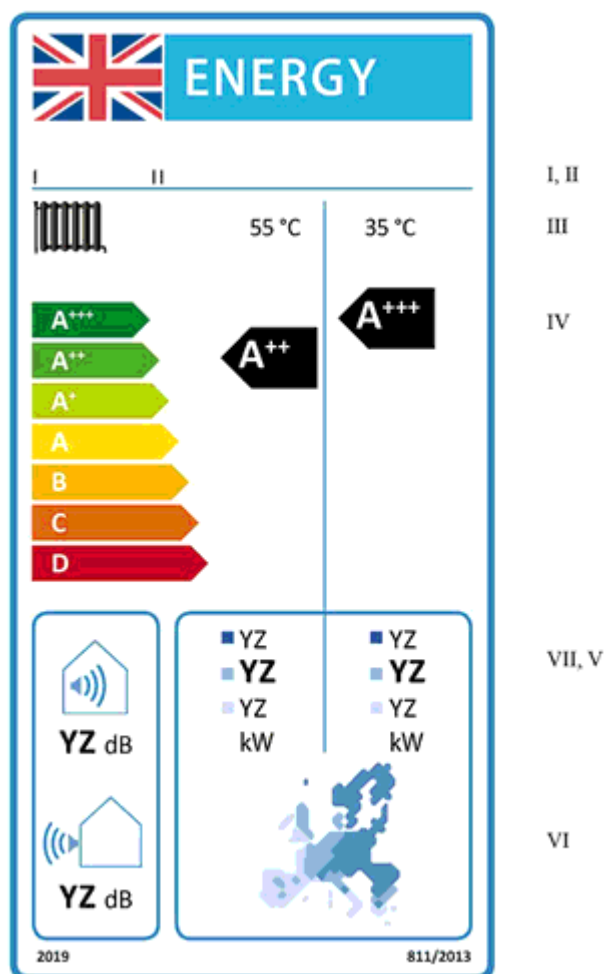 ENERGY
I II
I, II
55 °C 35 °C
III
A+++
A++
A+
A
B
C
D
A++
A+++
IV
YZ YZ
YZ YZ
YZ YZ
kW kW
VII, V
YZ dB
YZ dB
VI
2019 811/2013